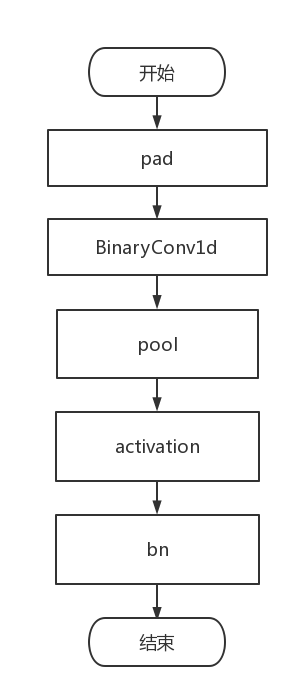 开始
pad
BinaryConv1d
pool
activation
bn
结束